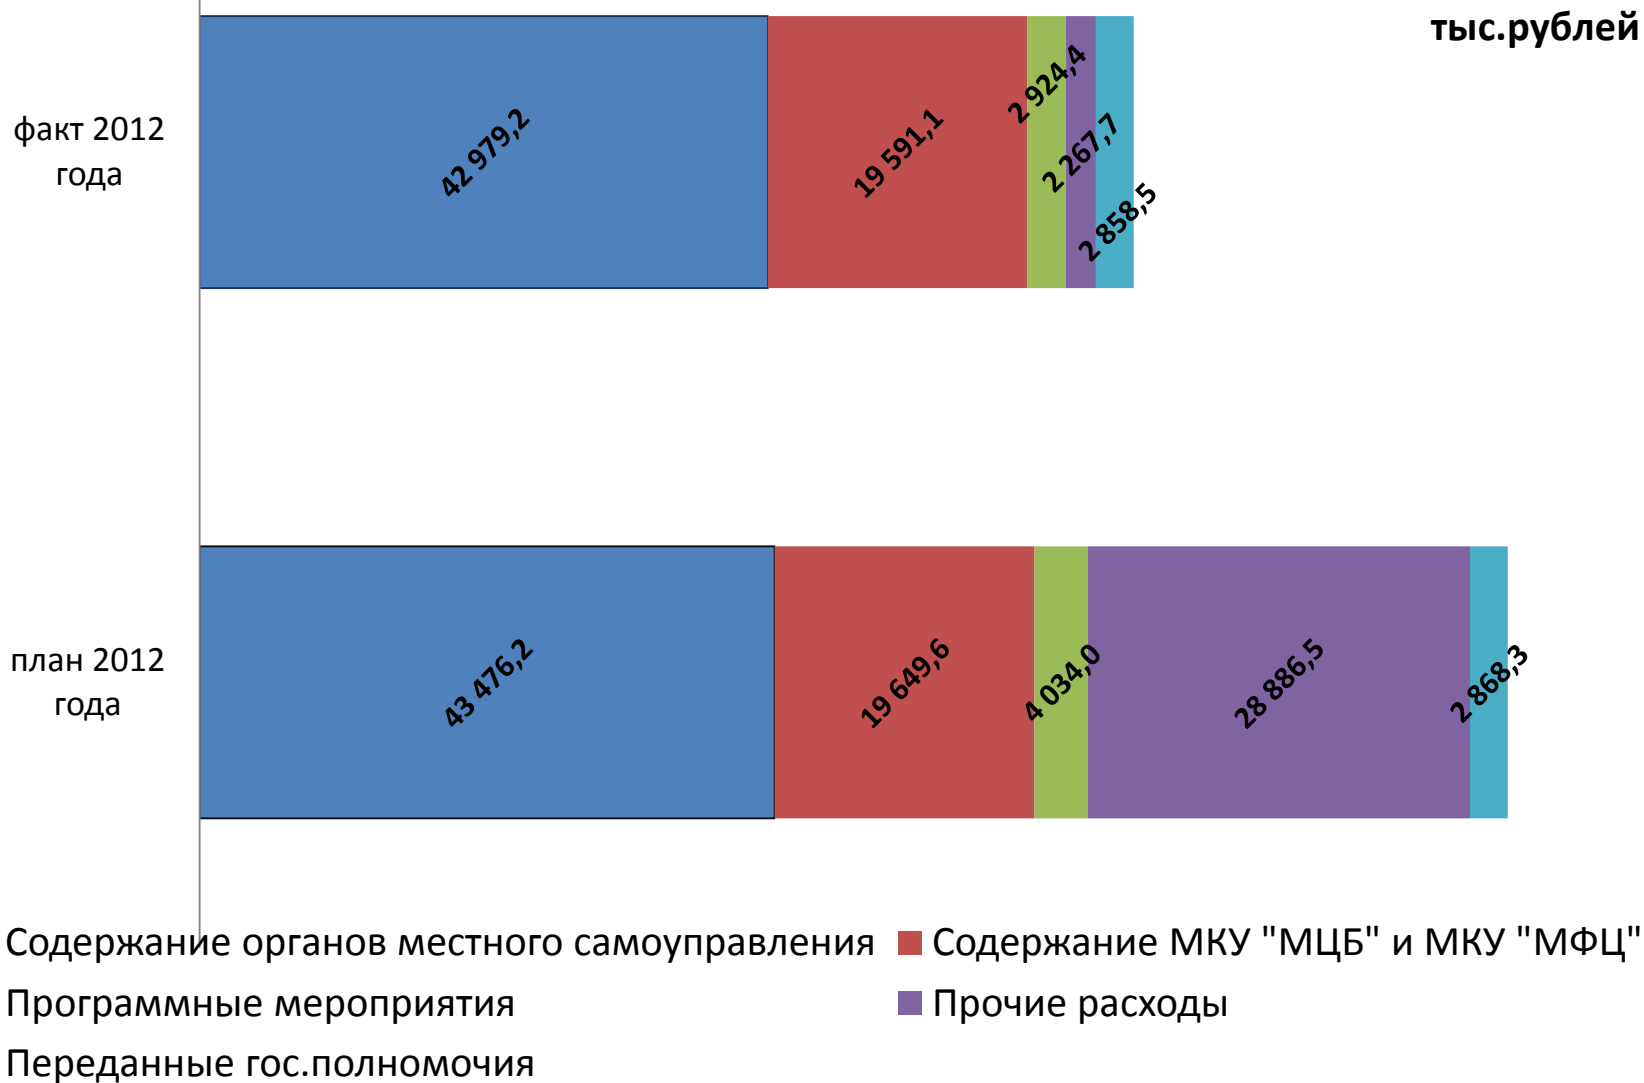 тыс.рублей
факт 2012
года
42 979,2
19 591,1
2 924,4
2 267,7
2 858,5
план 2012
года
43 476,2
19 649,6
4 034,0
28 886,5
2 868,3
Содержание органов местного самоуправления
Содержание МКУ "МЦБ" и МКУ "МФЦ"
Программные мероприятия
Прочие расходы
Переданные гос.полномочия